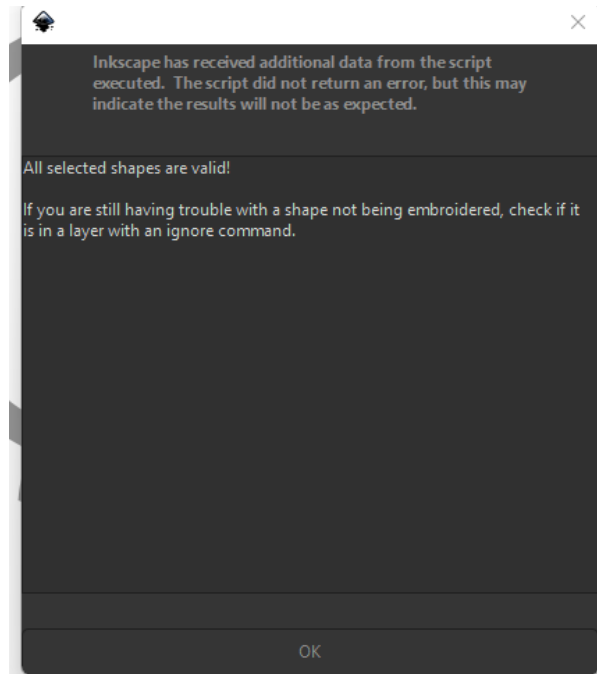 Inkscape has received additional data from the script
executed.  The script did not return an error, but this may
indicate the results will not be as expected.
All selected shapes are valid!
If you are still having trouble with a shape not being embroidered, check if it
is in a layer with an ignore command.
OK